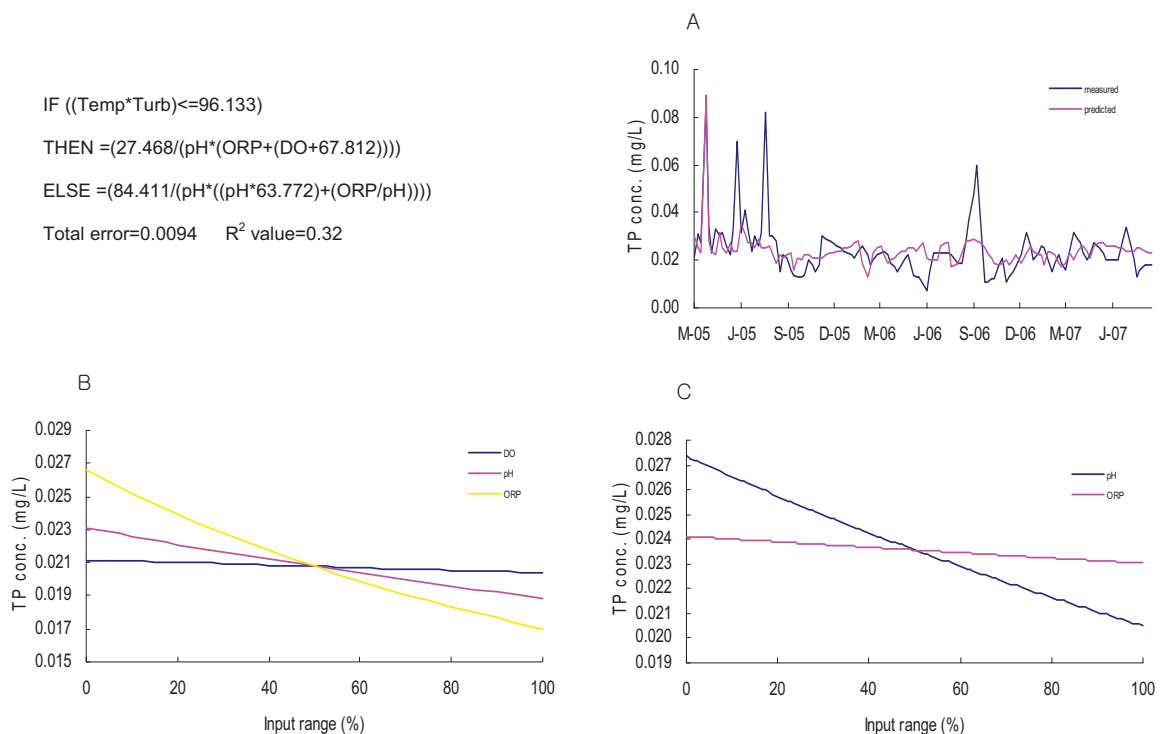 IF ((Temp*Turb)<=96.133)
THEN =(27.468/(pH*(ORP+(DO+67.812))))
ELSE =(84.411/(pH*((pH*63.772)+(ORP/pH))))
Total error=0.0094 R² value=0.32
A
TP conc. (mg/L)
0.10
0.08
0.06
0.04
0.02
0.00
measured
predicted
M-05 J-05 S-05 D-05 M-06 J-06 S-06 D-06 M-07 J-07
B
TP conc. (mg/L)
0.029
0.027
0.025
0.023
0.021
0.019
0.017
0.015
DO
pH
ORP
0 20 40 60 80 100
Input range (%)
C
TP conc. (mg/L)
0.028
0.027
0.026
0.025
0.024
0.023
0.022
0.021
0.020
0.019
pH
ORP
0 20 40 60 80 100
Input range (%)